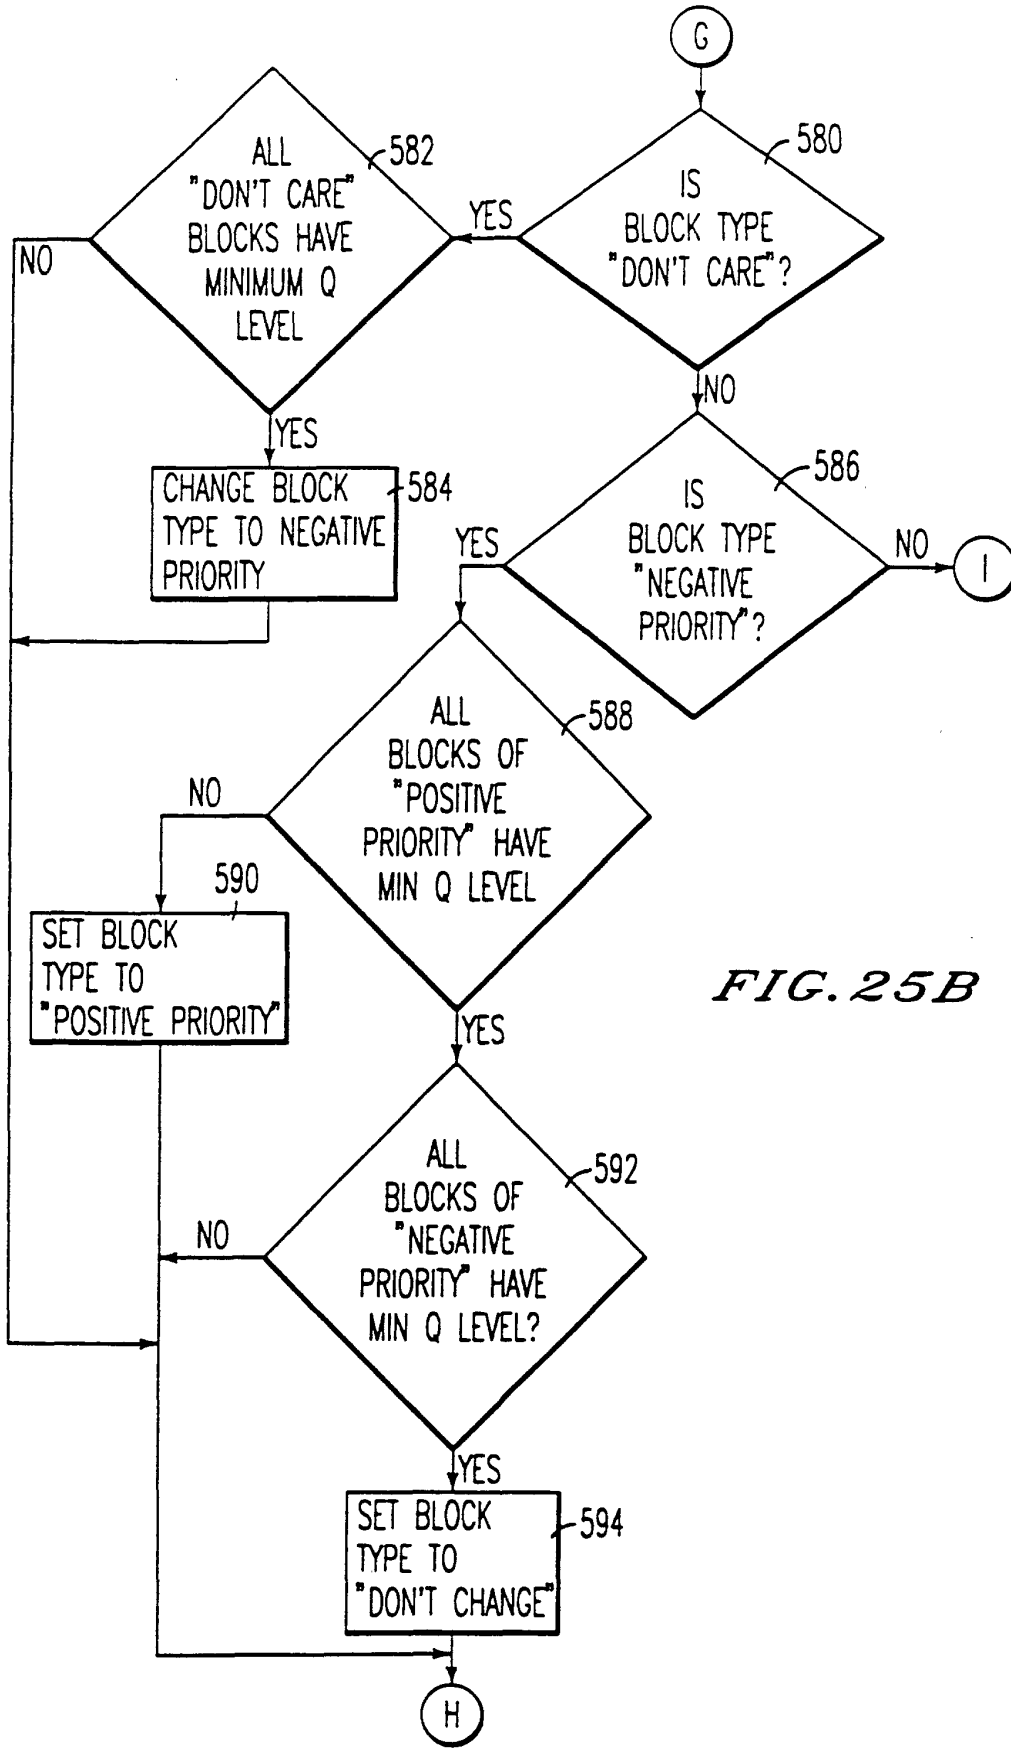 G
580
IS
BLOCK TYPE
"DON'T CARE"?
YES
NO
582
ALL
"DON'T CARE"
BLOCKS HAVE
MINIMUM Q
LEVEL
NO
YES
CHANGE BLOCK
TYPE TO NEGATIVE
PRIORITY
584
586
IS
BLOCK TYPE
"NEGATIVE
PRIORITY"?
NO
I
YES
588
ALL
BLOCKS OF
"POSITIVE
PRIORITY" HAVE
MIN Q LEVEL
NO
590
SET BLOCK
TYPE TO
"POSITIVE PRIORITY"
YES
592
ALL
BLOCKS OF
"NEGATIVE
PRIORITY" HAVE
MIN Q LEVEL?
NO
YES
SET BLOCK
TYPE TO
"DON'T CHANGE"
594
H
FIG. 25B